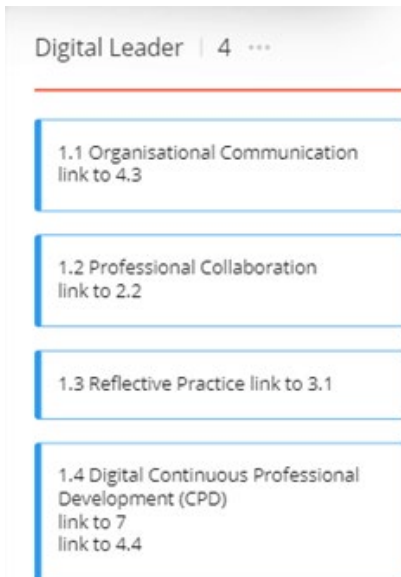 Digital Leader | 4 ...
1.1 Organisational Communication
link to 4.3
1.2 Professional Collaboration
link to 2.2
1.3 Reflective Practice link to 3.1
1.4 Digital Continuous Professional
Development (CPD)
link to 7
link to 4.4